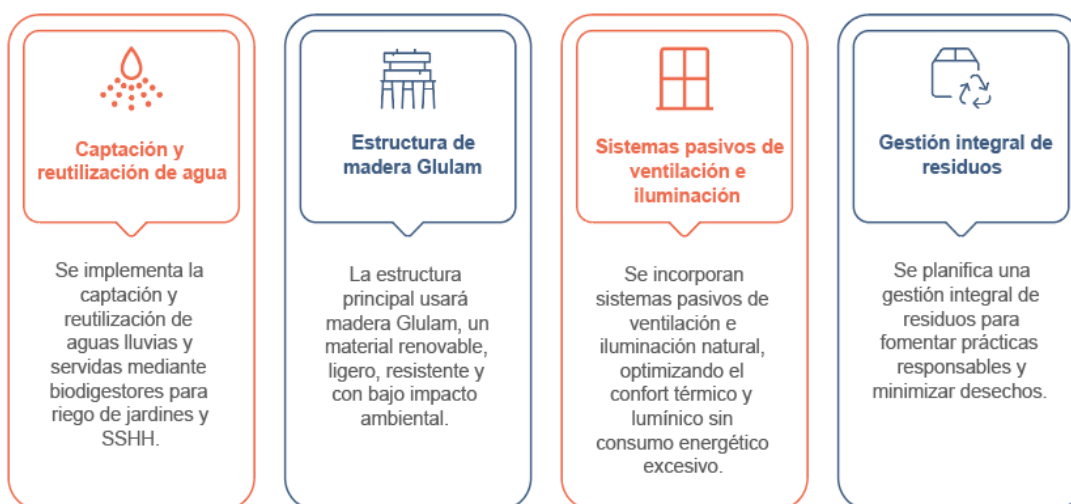 Captación y
reutilización de agua
Se implementa la
captación y
reutilización de
aguas lluvias y
servidas mediante
biodigestores para
riego de jardines y
SSHH.
Estructura de
madera Glulam
La estructura
principal usará
madera Glulam, un
material renovable,
ligero, resistente y
con bajo impacto
ambiental.
Sistemas pasivos de
ventilación e
iluminación
Se incorporan
sistemas pasivos de
ventilación e
iluminación natural,
optimizando el
confort térmico y
lumínico sin
consumo energético
excesivo.
Gestión integral de
residuos
Se planifica una
gestión integral de
residuos para
fomentar prácticas
responsables y
minimizar desechos.